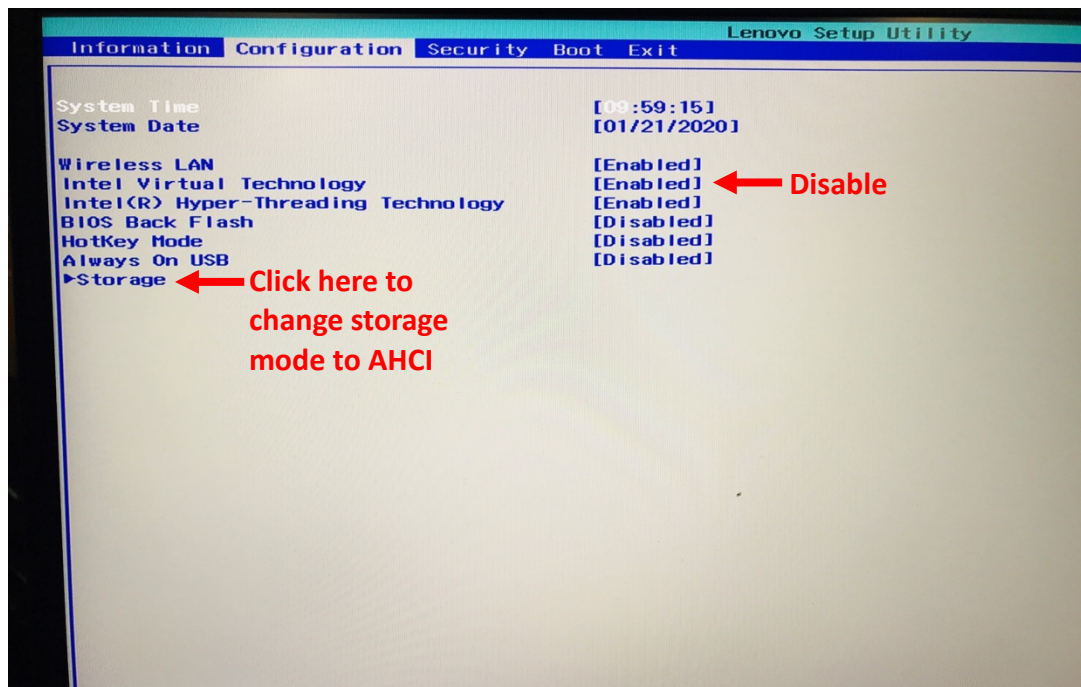 Lenovo Setup Utility
Information Configuration Security Boot Exit
System Time [09:59:15]
System Date [01/21/2020]
Wireless LAN [Enabled]
Intel Virtual Technology [Enabled] Disable
Intel(R) Hyper-Threading Technology [Enabled]
BIOS Back Flash [Disabled]
HotKey Mode [Disabled]
Always On USB [Disabled]
▶Storage Click here to
change storage
mode to AHCI